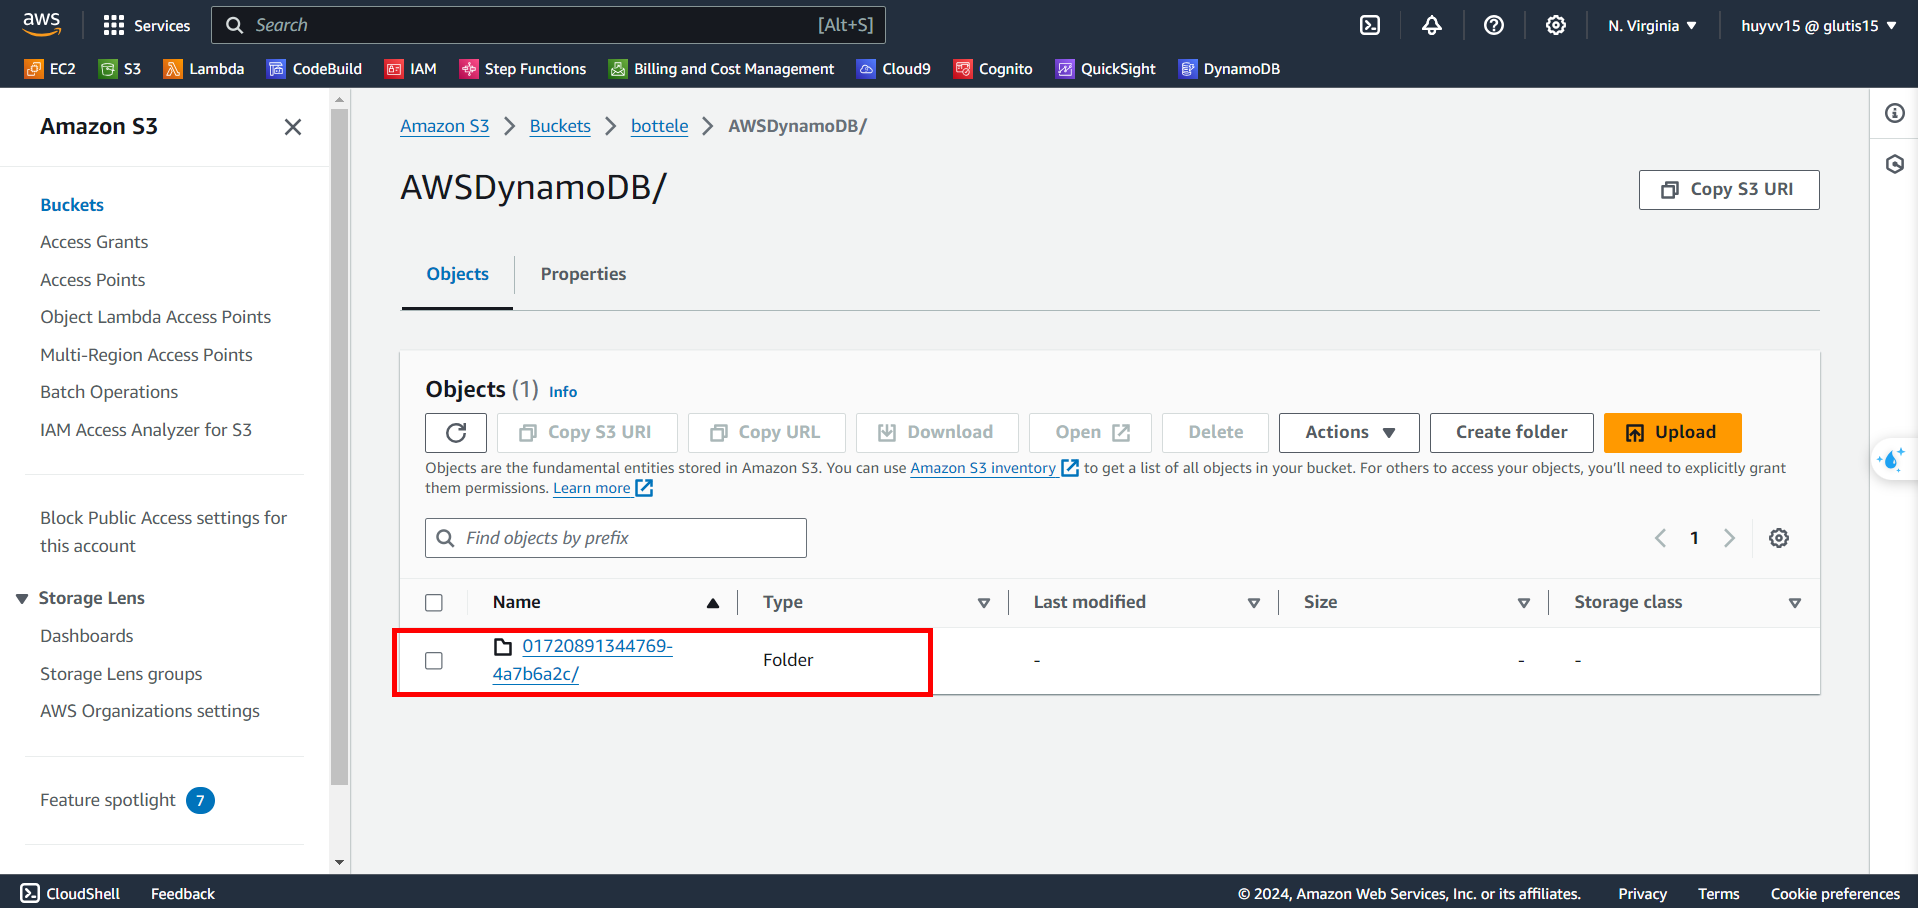 aws
Services
Search [Alt+S]
N. Virginia
huyvv15 @ glutis15
EC2 S3 Lambda CodeBuild IAM Step Functions Billing and Cost Management Cloud9 Cognito QuickSight DynamoDB
Amazon S3
Buckets
Access Grants
Access Points
Object Lambda Access Points
Multi-Region Access Points
Batch Operations
IAM Access Analyzer for S3
Block Public Access settings for
this account
Storage Lens
Dashboards
Storage Lens groups
AWS Organizations settings
Feature spotlight 7
Amazon S3 > Buckets > bottele > AWSDynamoDB/
AWSDynamoDB/
Copy S3 URI
Objects Properties
Objects (1) Info
Copy S3 URI Copy URL Download Open Delete Actions Create folder Upload
Objects are the fundamental entities stored in Amazon S3. You can use Amazon S3 inventory to get a list of all objects in your bucket. For others to access your objects, you’ll need to explicitly grant
them permissions. Learn more
Find objects by prefix
1
Name Type Last modified Size Storage class
01720891344769-
4a7b6a2c/
Folder - - -
CloudShell Feedback
© 2024, Amazon Web Services, Inc. or its affiliates. Privacy Terms Cookie preferences